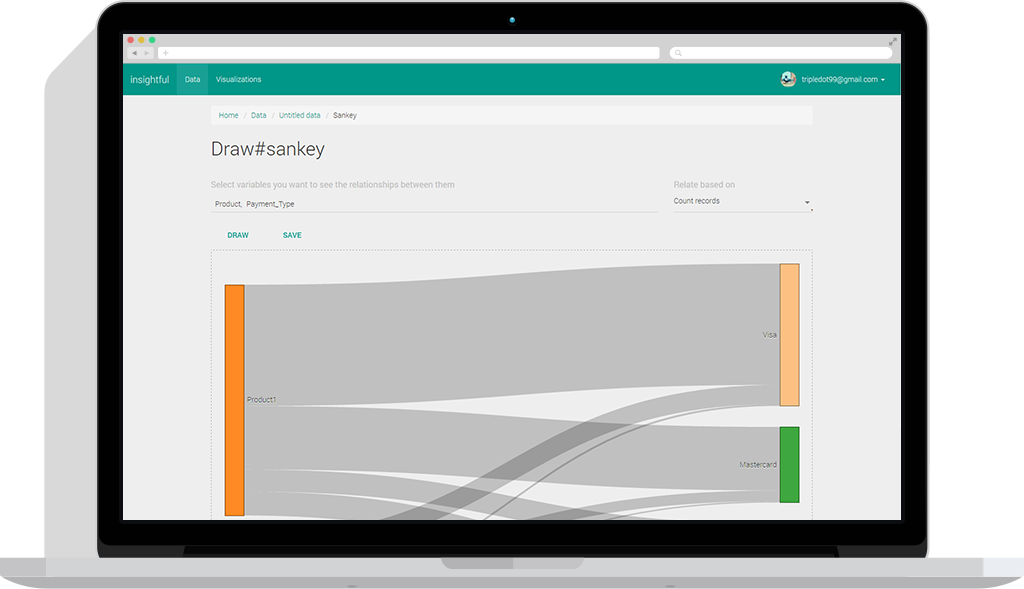 insightful Data Visualizations tripledot99@gmail.com
Home / Data / Untitled data / Sankey
Draw#sankey
Select variables you want to see the relationships between them
Relate based on
Product, Payment_Type
Count records
DRAW SAVE
Visa
Product1
Mastercard